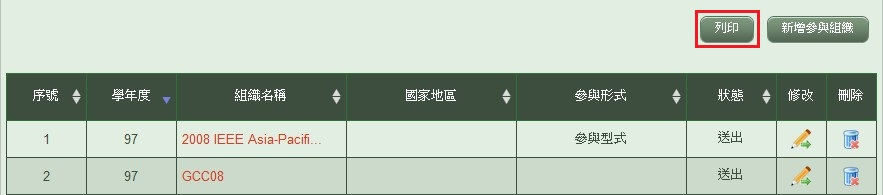 列印 新增參與組織
序號 學年度 組織名稱 國家地區 參與形式 狀態 修改 刪除
1 97 2008 IEEE Asia-Pacifi... 參與型式 送出
2 97 GCC08 送出